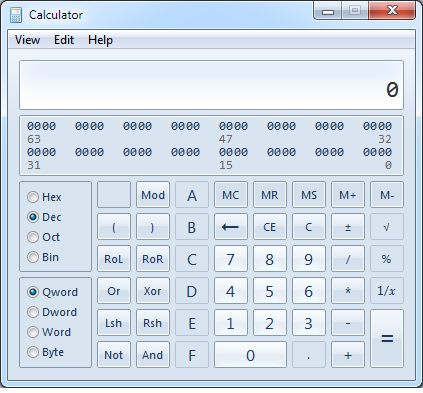 Calculator
View Edit Help
0
0000 0000 0000 0000 0000 0000 0000 0000
63 47 32
0000 0000 0000 0000 0000 0000 0000 0000
31 15 0
Hex Mod A MC MR MS M+ M-
Dec ( ) B ← CE C ± √
Oct
Bin RoL RoR C 7 8 9 / %
Qword Or Xor D 4 5 6 * 1/x
Dword
Word Lsh Rsh E 1 2 3 - =
Byte Not And F 0 . +